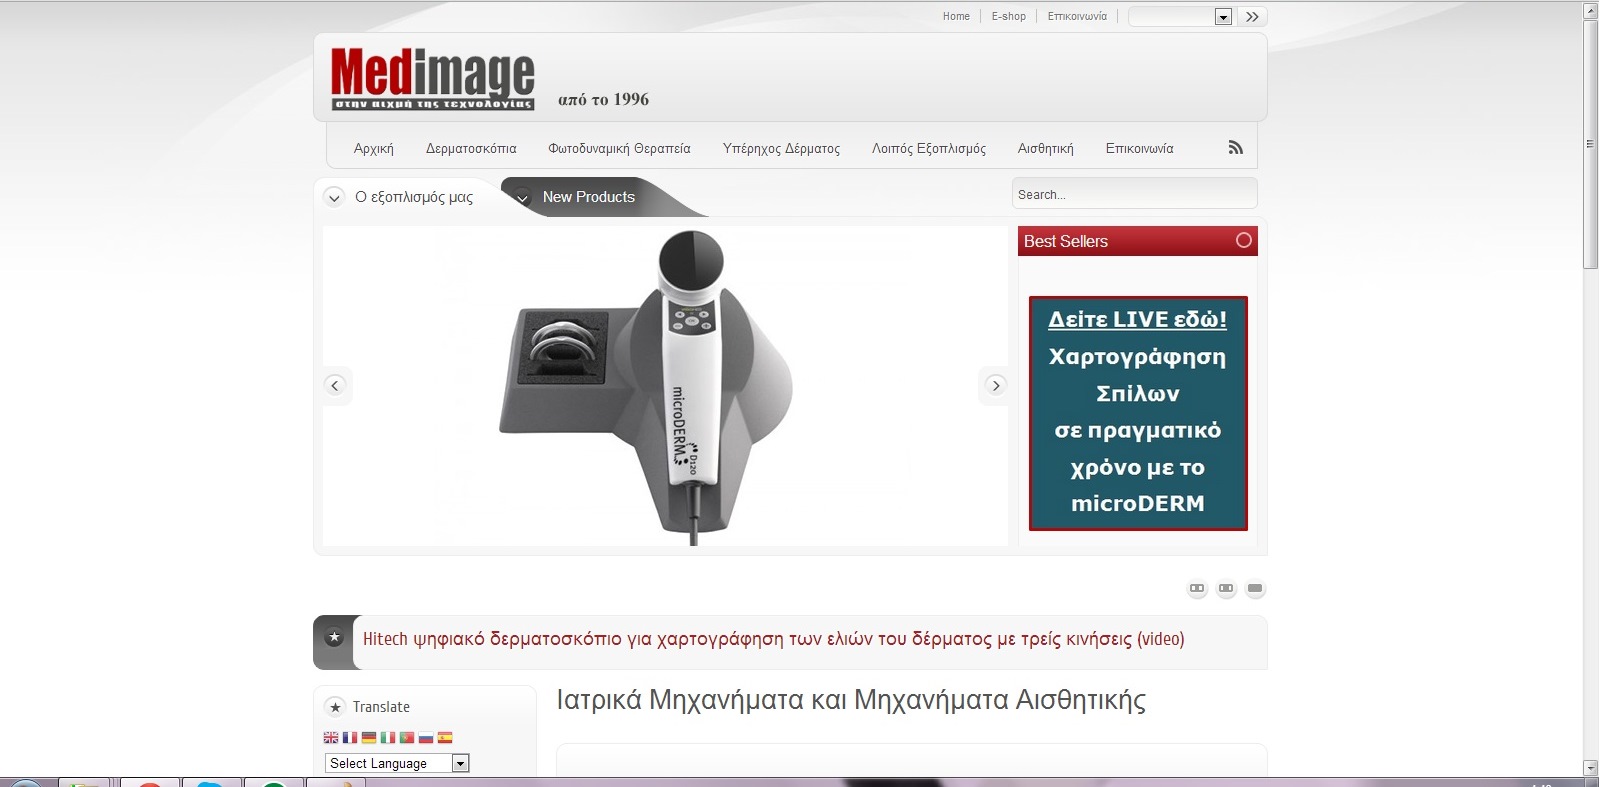 Home
E-shop
Επικοινωνία
Medimage
στην αιχμή της τεχνολογίας
από το 1996
Αρχική
Δερματοσκόπια
Φωτοδυναμική Θεραπεία
Υπέρηχος Δέρματος
Λοιπός Εξοπλισμός
Αισθητική
Επικοινωνία
Ο εξοπλισμός μας
New Products
Search...
Best Sellers
microDERM
D120
Δείτε LIVE εδώ!
Χαρτογράφηση
Σπίλων
σε πραγματικό
χρόνο με το
microDERM
Hitech ψηφιακό δερματοσκόπιο για χαρτογράφηση των ελιών του δέρματος με τρείς κινήσεις (video)
Translate
Ιατρικά Μηχανήματα και Μηχανήματα Αισθητικής
Select Language